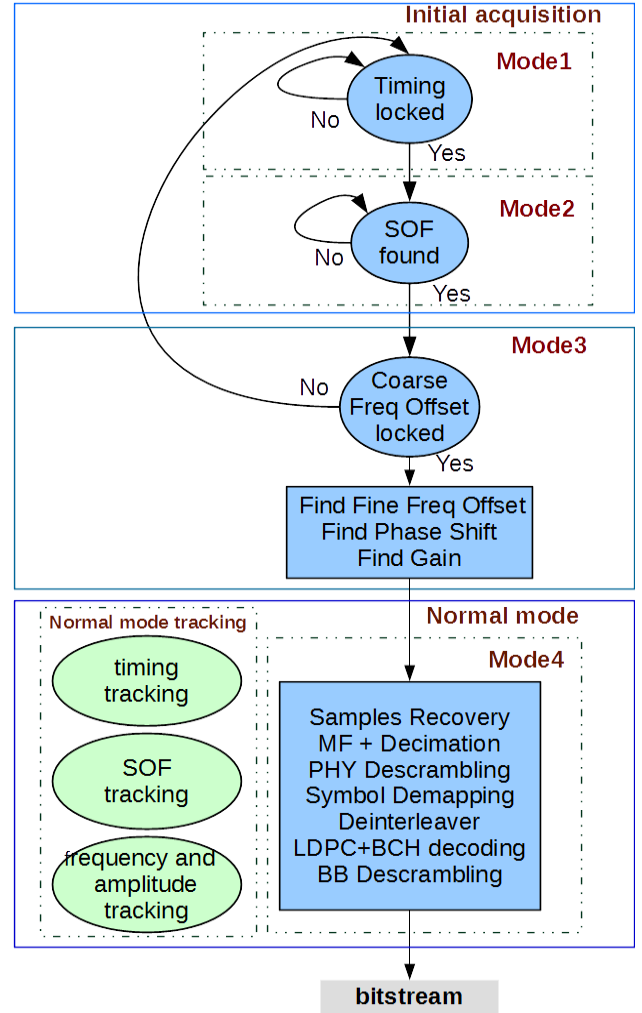 Initial acquisition
Mode1
Timing
locked
No
Yes
Mode2
SOF
found
No
Yes
Mode3
No
Coarse
Freq Offset
locked
Yes
Find Fine Freq Offset
Find Phase Shift
Find Gain
Normal mode
Normal mode tracking
timing
tracking
SOF
tracking
frequency and
amplitude
tracking
Mode4
Samples Recovery
MF + Decimation
PHY Descrambling
Symbol Demapping
Deinterleaver
LDPC+BCH decoding
BB Descrambling
bitstream